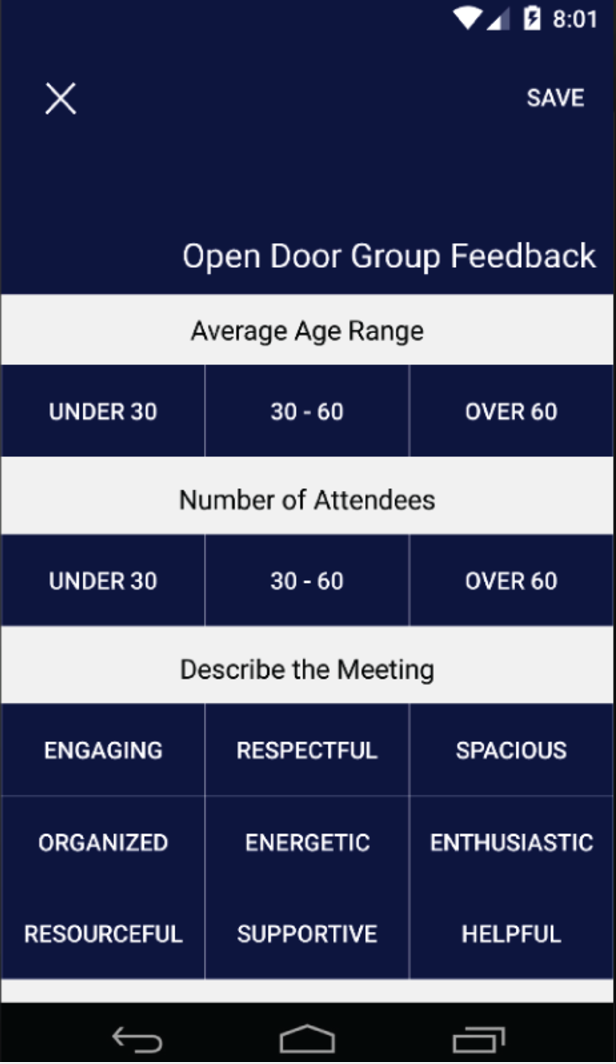 8:01
SAVE
Open Door Group Feedback
Average Age Range
UNDER 30 30 - 60 OVER 60
Number of Attendees
UNDER 30 30 - 60 OVER 60
Describe the Meeting
ENGAGING RESPECTFUL SPACIOUS
ORGANIZED ENERGETIC ENTHUSIASTIC
RESOURCEFUL SUPPORTIVE HELPFUL